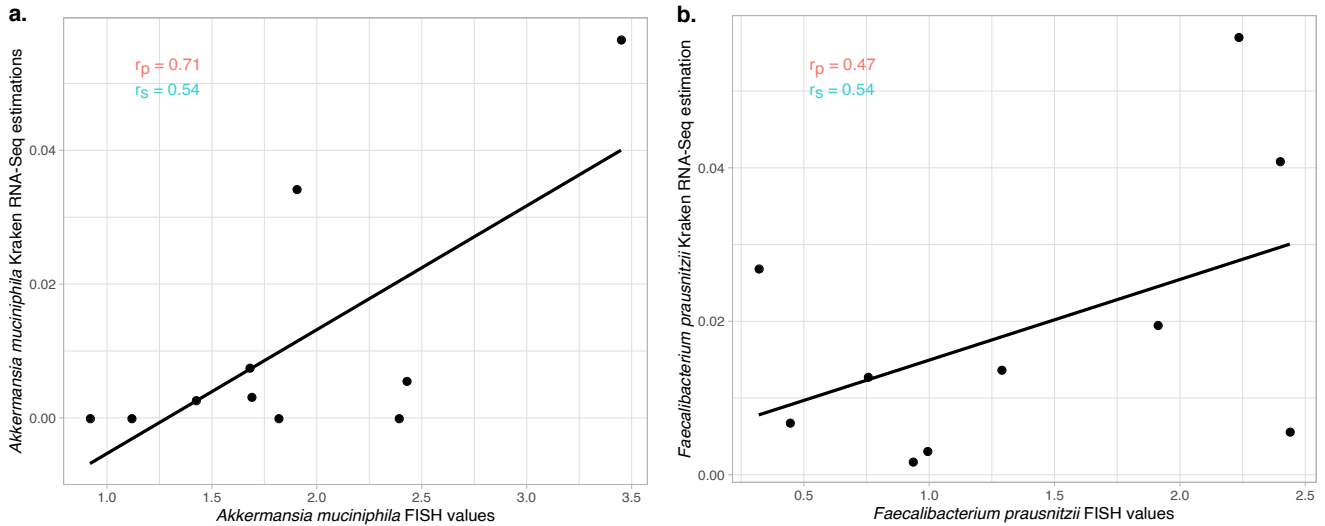 a.
Akkermansia muciniphila Kraken RNA-Seq estimations
rp = 0.71
rs = 0.54
0.04
0.02
0.00
1.0 1.5 2.0 2.5 3.0 3.5
Akkermansia muciniphila FISH values
b.
Faecalibacterium prausnitzii Kraken RNA-Seq estimation
rp = 0.47
rs = 0.54
0.04
0.02
0.00
0.5 1.0 1.5 2.0 2.5
Faecalibacterium prausnitzii FISH values